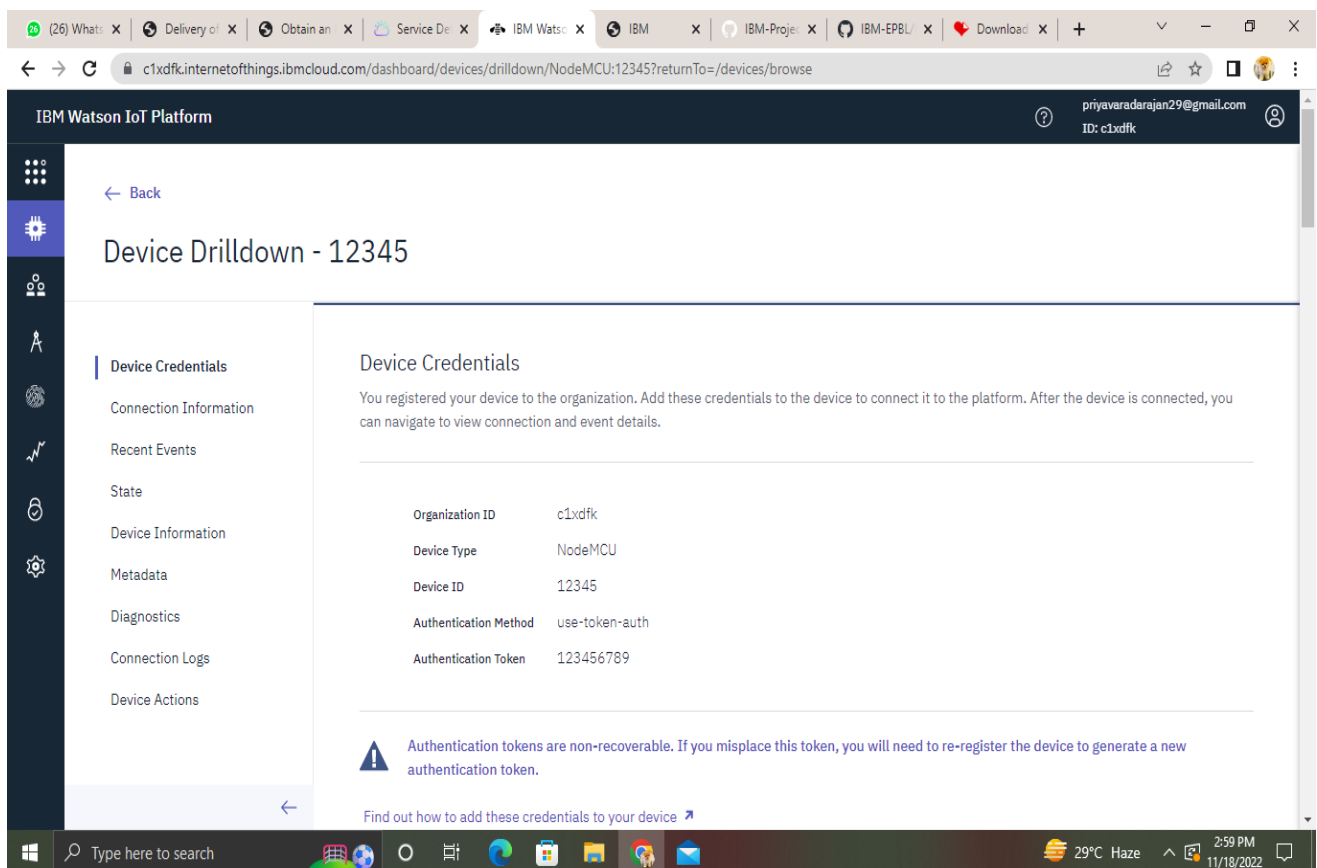 26 (26) Whats
Delivery of
Obtain an
Service De
IBM Watso
IBM
IBM-Projec
IBM-EPBL/
Download
c1xdfk.internetofthings.ibmcloud.com/dashboard/devices/drilldown/NodeMCU:12345?returnTo=/devices/browse
IBM Watson IoT Platform
priyavaradarajan29@gmail.com
ID: c1xdfk
Back
Device Drilldown - 12345
Device Credentials
Connection Information
Recent Events
State
Device Information
Metadata
Diagnostics
Connection Logs
Device Actions
Device Credentials
You registered your device to the organization. Add these credentials to the device to connect it to the platform. After the device is connected, you
can navigate to view connection and event details.
Organization ID c1xdfk
Device Type NodeMCU
Device ID 12345
Authentication Method use-token-auth
Authentication Token 123456789
Authentication tokens are non-recoverable. If you misplace this token, you will need to re-register the device to generate a new
authentication token.
Find out how to add these credentials to your device
Type here to search
29°C Haze
2:59 PM
11/18/2022